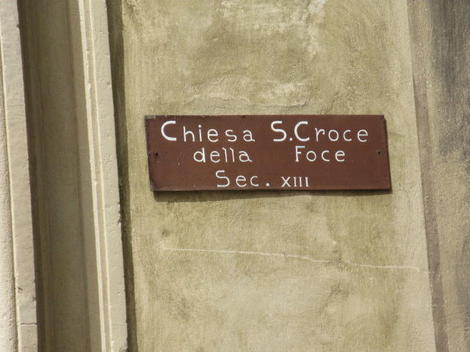 Chiesa S.Croce
della Foce
Sec. XIII